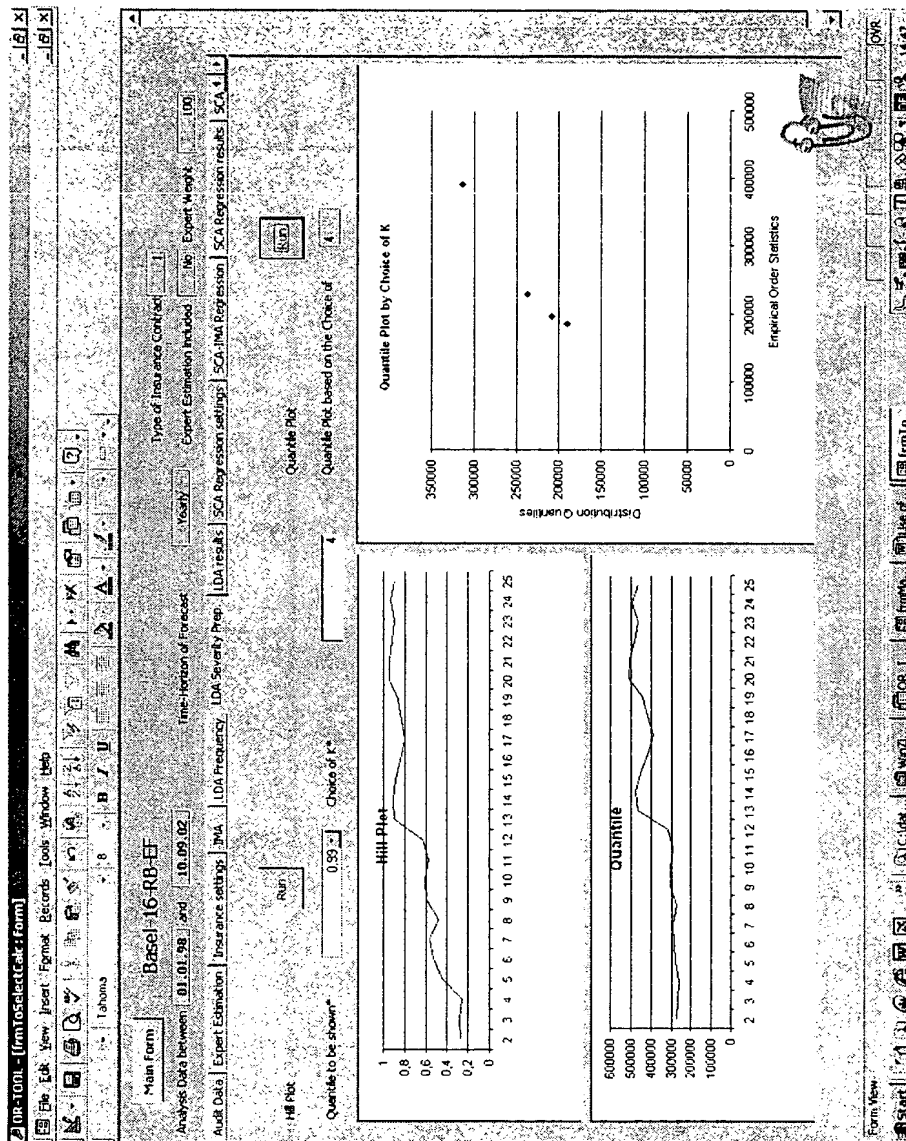 OR-TOOL - [frmToSelectCalc : Form]
File Edit View Insert Format Records Tools Window Help
Tahoma 8 B I U
Main Form Basel-16-RB-EF Type of Insurance Contract 1
Analysis Data between 01.01.98 and 10.09.02 Time-Horizon of Forecast Yearly Expert Estimation Included No Expert Weight 100
Audit Data Expert Estimation Insurance settings IMA LDA Frequency LDA Severity Prep LDA results SCA Regression settings SCA-IMA Regression SCA Regression results SCA
Hill Plot Run Quantile Plot Run
Quantile to be shown* 0.99 Choice of K* 4 Quantile Plot based on the Choice of 4
Hill Plot
1
0,8
0,6
0,4
0,2
0
2 3 4 5 6 7 8 9 10 11 12 13 14 15 16 17 18 19 20 21 22 23 24 25
Quantile
6000000
5000000
4000000
3000000
2000000
1000000
0
2 3 4 5 6 7 8 9 10 11 12 13 14 15 16 17 18 19 20 21 22 23 24 25
Quantile Plot by Choice of K
Distribution Quantiles
350000
300000
250000
200000
150000
100000
50000
0
0 100000 200000 300000 400000 500000
Empirical Order Statistics
Form View OVR
Start
14:47